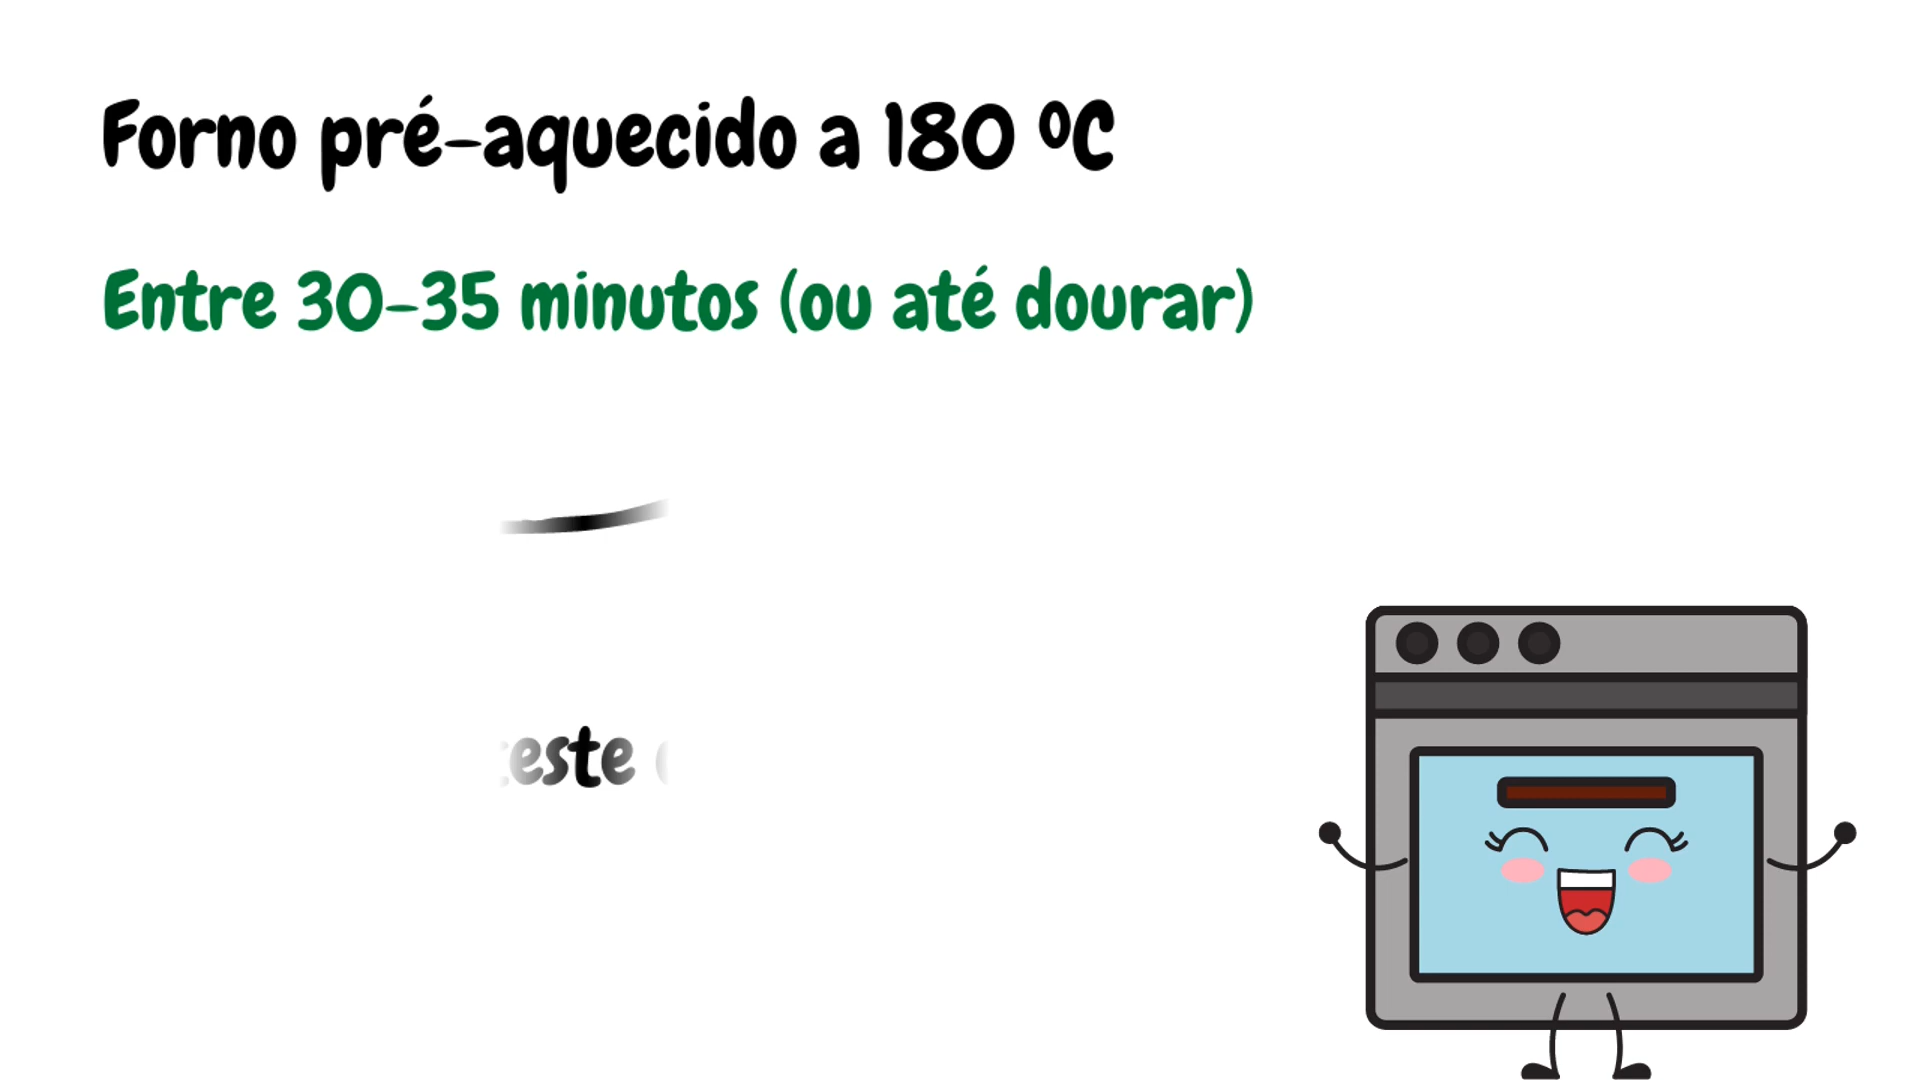 Forno pré-aquecido a 180 ºC
Entre 30-35 minutos (ou até dourar)
este